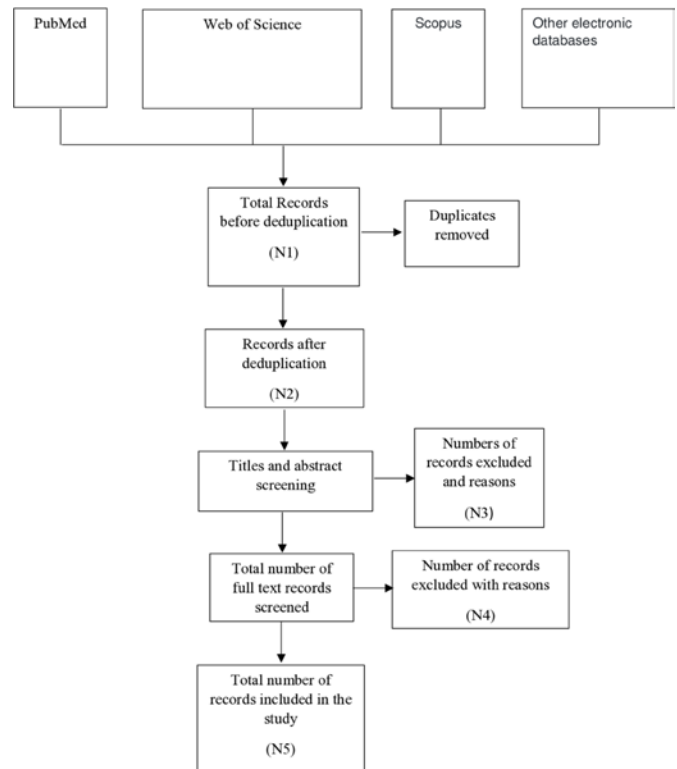 PubMed
Web of Science
Scopus
Other electronic
databases
Total Records
before deduplication
(N1)
Duplicates
removed
Records after
deduplication
(N2)
Titles and abstract
screening
Numbers of
records excluded
and reasons
(N3)
Total number of
full text records
screened
Number of records
excluded with reasons
(N4)
Total number of
records included in the
study
(N5)